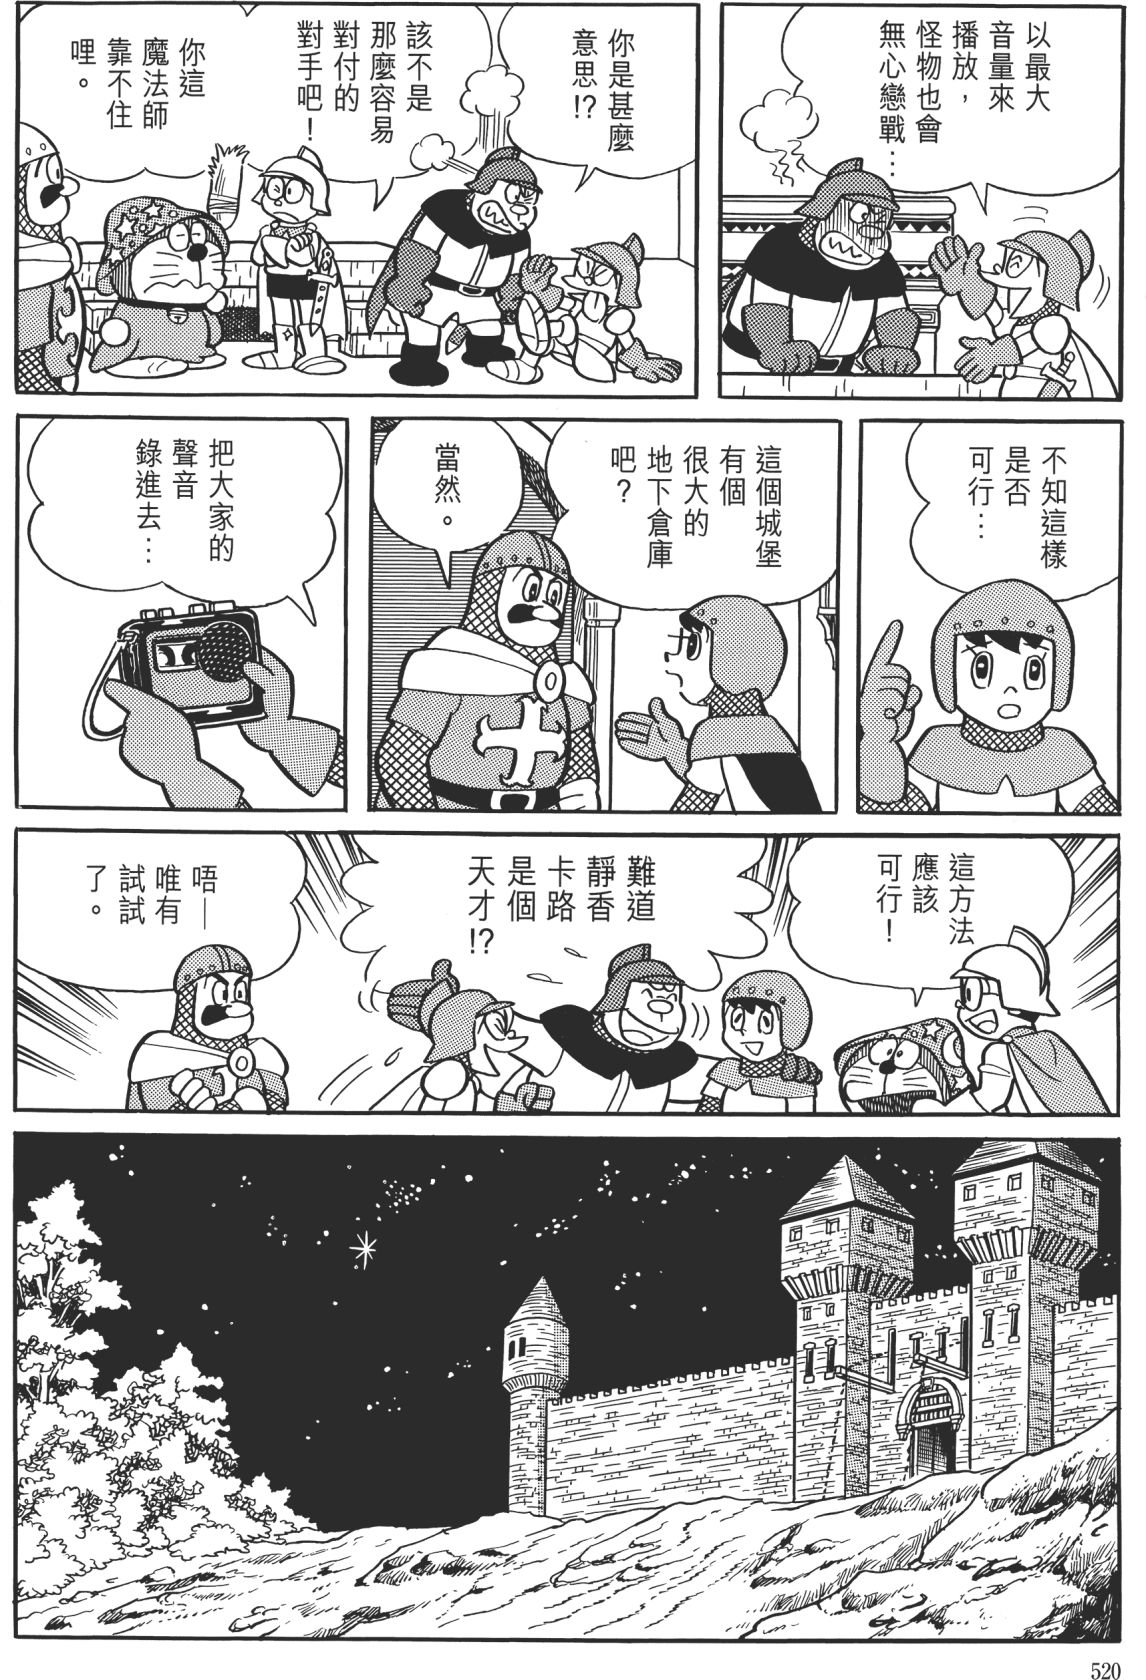 以最大
音量來
播放，
怪物也會
無心戀戰…
你是甚麼
意思!?
該不是
那麼容易
對付的
對手吧！
你這
魔法師
靠不住
哩。
不知這樣
是否
可行…
這個城堡
有個
很大的
地下倉庫
吧？
當然。
把大家的
聲音
錄進去…
這方法
應該
可行！
難道
靜香
卡路
是個
天才!?
唔—
唯有
試試
了。
520